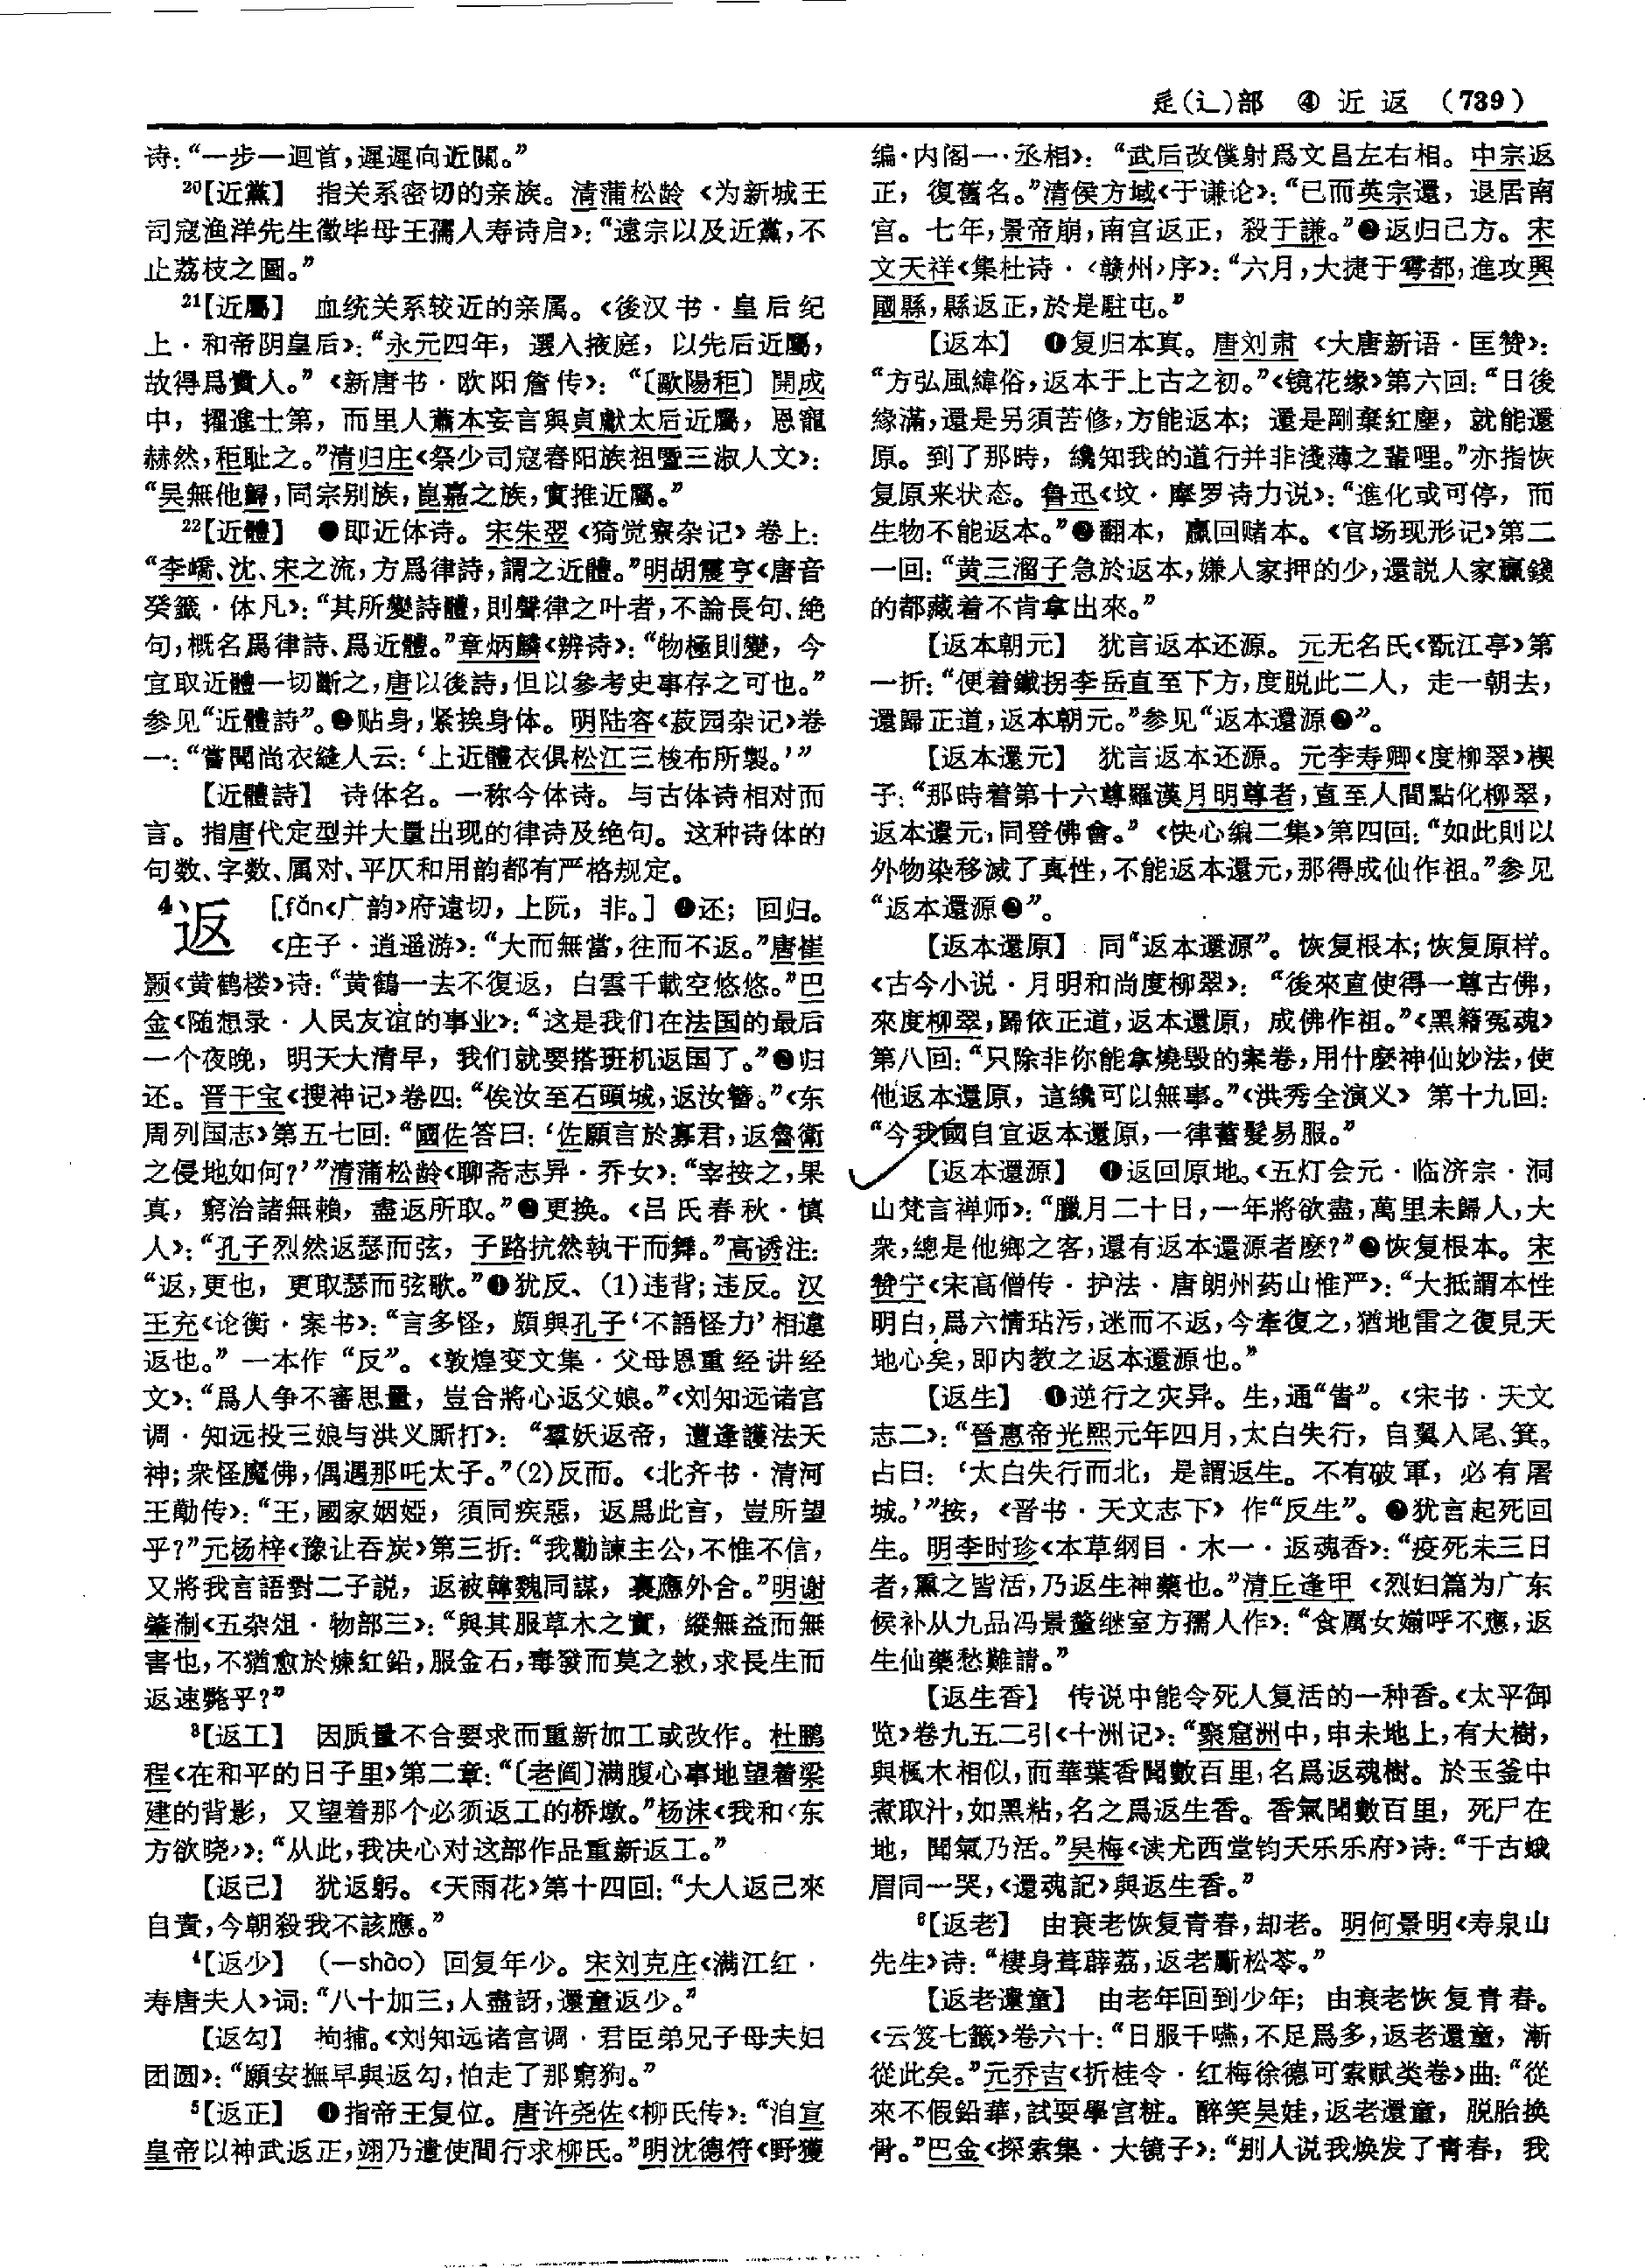 辵(辶)部　④ 近 返　(739)
诗：“一步一迴首，遲遲向近關。”
²⁰【近黨】　指关系密切的亲族。清蒲松龄《为新城王
司寇渔洋先生徵毕母王孺人寿诗启》：“遠宗以及近黨，不
止荔枝之圖。”
²¹【近屬】　血统关系较近的亲属。《後汉书·皇后纪
上·和帝阴皇后》：“永元四年，選入掖庭，以先后近屬，
故得爲貴人。”《新唐书·欧阳詹传》：“〔歐陽秬〕開成
中，擢進士第，而里人蕭本妄言與貞獻太后近屬，恩寵
赫然，秬耻之。”清归庄《祭少司寇春阳族祖暨三淑人文》：
“吴無他歸，同宗别族，崑嘉之族，實推近屬。”
²²【近體】　❶即近体诗。宋朱翌《猗觉寮杂记》卷上：
“李嶠、沈、宋之流，方爲律詩，謂之近體。”明胡震亨《唐音
癸籤·体凡》：“其所變詩體，則聲律之叶者，不論長句、绝
句，概名爲律詩、爲近體。”章炳麟《辨诗》：“物極則變，今
宜取近體一切斷之，唐以後詩，但以參考史事存之可也。”
参见“近體詩”。❷贴身，紧挨身体。明陆容《菽园杂记》卷
一：“嘗聞尚衣縫人云：‘上近體衣俱松江三梭布所製。’”
【近體詩】　诗体名。一称今体诗。与古体诗相对而
言。指唐代定型并大量出现的律诗及绝句。这种诗体的
句数、字数、属对、平仄和用韵都有严格规定。
⁴返　[fǎn《广韵》府遠切，上阮，非。]　❶还；回归。
《庄子·逍遥游》：“大而無當，往而不返。”唐崔
颢《黄鹤楼》诗：“黄鶴一去不復返，白雲千載空悠悠。”巴
金《随想录·人民友谊的事业》：“这是我们在法国的最后
一个夜晚，明天大清早，我们就要搭班机返国了。”❷归
还。晋干宝《搜神记》卷四：“俟汝至石頭城，返汝簪。”《东
周列国志》第五七回：“國佐答曰：‘佐願言於寡君，返魯衛
之侵地如何？’”清蒲松龄《聊斋志异·乔女》：“宰按之，果
真，窮治諸無賴，盡返所取。”❸更换。《吕氏春秋·慎
人》：“孔子烈然返瑟而弦，子路抗然執干而舞。”高诱注：
“返，更也，更取瑟而弦歌。”❹犹反、(1)违背；违反。汉
王充《论衡·案书》：“言多怪，頗與孔子‘不語怪力’相違
返也。”一本作“反”。《敦煌变文集·父母恩重经讲经
文》：“爲人争不審思量，豈合將心返父娘。”《刘知远诸宫
调·知远投三娘与洪义厮打》：“羣妖返帝，遭逢護法天
神；衆怪魔佛，偶遇那吒太子。”(2)反而。《北齐书·清河
王勱传》：“王，國家姻婭，須同疾惡，返爲此言，豈所望
乎？”元杨梓《豫让吞炭》第三折：“我勸諫主公，不惟不信，
又將我言語對二子説，返被韓魏同謀，裏應外合。”明谢
肇淛《五杂俎·物部三》：“與其服草木之實，縱無益而無
害也，不猶愈於煉紅鉛，服金石，毒發而莫之救，求長生而
返速斃乎？”
³【返工】　因质量不合要求而重新加工或改作。杜鹏
程《在和平的日子里》第二章：“〔老阎〕满腹心事地望着梁
建的背影，又望着那个必须返工的桥墩。”杨沫《我和〈东
方欲晓〉》：“从此，我决心对这部作品重新返工。”
【返己】　犹返躬。《天雨花》第十四回：“大人返己來
自責，今朝殺我不該應。”
⁴【返少】　（—shào）回复年少。宋刘克庄《满江红·
寿唐夫人》词：“八十加三，人盡訝，還童返少。”
【返勾】　拘捕。《刘知远诸宫调·君臣弟兄子母夫妇
团圆》：“願安撫早與返勾，怕走了那窮狗。”
⁵【返正】　❶指帝王复位。唐许尧佐《柳氏传》：“洎宣
皇帝以神武返正，翊乃遣使間行求柳氏。”明沈德符《野獲
编·内阁一·丞相》：“武后改僕射爲文昌左右相。中宗返
正，復舊名。”清侯方域《于谦论》：“已而英宗還，退居南
宫。七年，景帝崩，南宫返正，殺于謙。”❷返归己方。宋
文天祥《集杜诗·〈赣州〉序》：“六月，大捷于雩都，進攻興
國縣，縣返正，於是駐屯。”
【返本】　❶复归本真。唐刘肃《大唐新语·匡赞》：
“方弘風緯俗，返本于上古之初。”《镜花缘》第六回：“日後
緣滿，還是另須苦修，方能返本；還是剛棄紅塵，就能還
原。到了那時，纔知我的道行并非淺薄之輩哩。”亦指恢
复原来状态。鲁迅《坟·摩罗诗力说》：“進化或可停，而
生物不能返本。”❷翻本，赢回赌本。《官场现形记》第二
一回：“黄三溜子急於返本，嫌人家押的少，還説人家贏錢
的都藏着不肯拿出來。”
【返本朝元】　犹言返本还源。元无名氏《翫江亭》第
一折：“便着鐵拐李岳直至下方，度脱此二人，走一朝去，
還歸正道，返本朝元。”参见“返本還源❷”。
【返本還元】　犹言返本还源。元李寿卿《度柳翠》楔
子：“那時着第十六尊羅漢月明尊者，直至人間點化柳翠，
返本還元，同登佛會。”《快心编二集》第四回：“如此則以
外物染移滅了真性，不能返本還元，那得成仙作祖。”参见
“返本還源❷”。
【返本還原】　同“返本還源”。恢复根本；恢复原样。
《古今小说·月明和尚度柳翠》：“後來直使得一尊古佛，
來度柳翠，歸依正道，返本還原，成佛作祖。”《黑籍冤魂》
第八回：“只除非你能拿燒毁的案卷，用什麽神仙妙法，使
他返本還原，這纔可以無事。”《洪秀全演义》第十九回：
“今我國自宜返本還原，一律蓄髮易服。”
【返本還源】　❶返回原地。《五灯会元·临济宗·洞
山梵言禅师》：“臘月二十日，一年將欲盡，萬里未歸人，大
衆，總是他鄉之客，還有返本還源者麽？”❷恢复根本。宋
赞宁《宋高僧传·护法·唐朗州药山惟严》：“大抵謂本性
明白，爲六情玷污，迷而不返，今牽復之，猶地雷之復見天
地心矣，即内教之返本還源也。”
【返生】　❶逆行之灾异。生，通“眚”。《宋书·天文
志二》：“晉惠帝光熙元年四月，太白失行，自翼入尾、箕。
占曰：‘太白失行而北，是謂返生。不有破軍，必有屠
城。’”按，《晋书·天文志下》作“反生”。❷犹言起死回
生。明李时珍《本草纲目·木一·返魂香》：“疫死未三日
者，熏之皆活，乃返生神藥也。”清丘逢甲《烈妇篇为广东
候补从九品冯景釐继室方孺人作》：“食厲女嬃呼不應，返
生仙藥愁難請。”
【返生香】　传说中能令死人复活的一种香。《太平御
览》卷九五二引《十洲记》：“聚窟洲中，申未地上，有大樹，
與楓木相似，而華葉香聞數百里，名爲返魂樹。於玉釜中
煮取汁，如黑粘，名之爲返生香。香氣聞數百里，死尸在
地，聞氣乃活。”吴梅《读尤西堂钧天乐乐府》诗：“千古娥
眉同一哭，《還魂記》與返生香。”
⁶【返老】　由衰老恢复青春，却老。明何景明《寿泉山
先生》诗：“棲身葺薜荔，返老斸松苓。”
【返老還童】　由老年回到少年；由衰老恢复青春。
《云笈七籤》卷六十：“日服千嚥，不足爲多，返老還童，漸
從此矣。”元乔吉《折桂令·红梅徐德可索赋类卷》曲：“從
來不假鉛華，試耍學宫粧。醉笑吴娃，返老還童，脱胎换
骨。”巴金《探索集·大镜子》：“别人说我焕发了青春，我